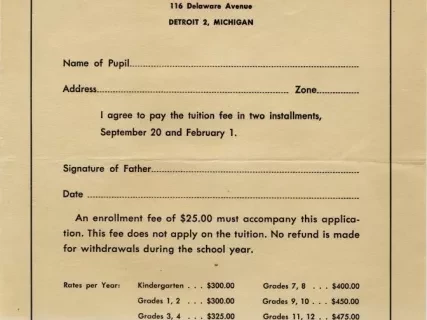 116 Delaware Avenue
DETROIT 2, MICHIGAN
Name of Pupil
Address Zone
I agree to pay the tuition fee in two installments,
September 20 and February 1.
Signature of Father
Date
An enrollment fee of $25.00 must accompany this applica-
tion. This fee does not apply on the tuition. No refund is made
for withdrawals during the school year.
Rates per Year: Kindergarten . . . $300.00 Grades 7, 8 . . . $400.00
Grades 1, 2 . . . $300.00 Grades 9, 10 . . . $450.00
Grades 3, 4 . . . $325.00 Grades 11, 12 . . $475.00